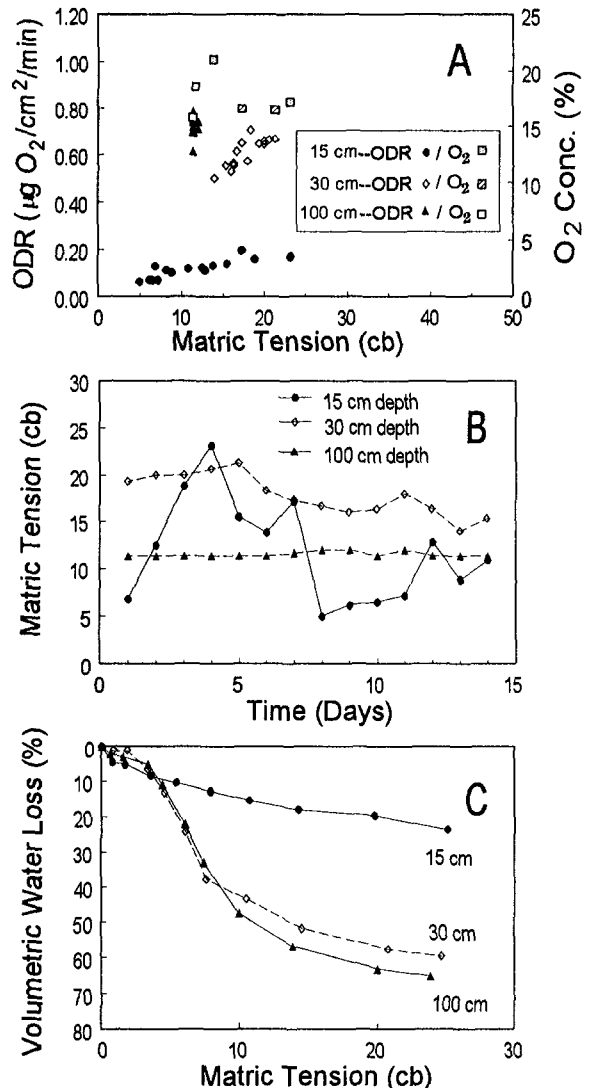 A
1.20
1.00
0.80
0.60
0.40
0.20
0.00
ODR (µg O₂/cm²/min)
25
20
15
10
5
0
O₂ Conc. (%)
15 cm--ODR ● / O₂ □
30 cm--ODR ◇ / O₂ ▨
100 cm--ODR ▲ / O₂ □
0 10 20 30 40 50
Matric Tension (cb)
B
30
25
20
15
10
5
0
Matric Tension (cb)
15 cm depth
30 cm depth
100 cm depth
0 5 10 15
Time (Days)
C
0
10
20
30
40
50
60
70
80
Volumetric Water Loss (%)
15 cm
30 cm
100 cm
0 10 20 30
Matric Tension (cb)